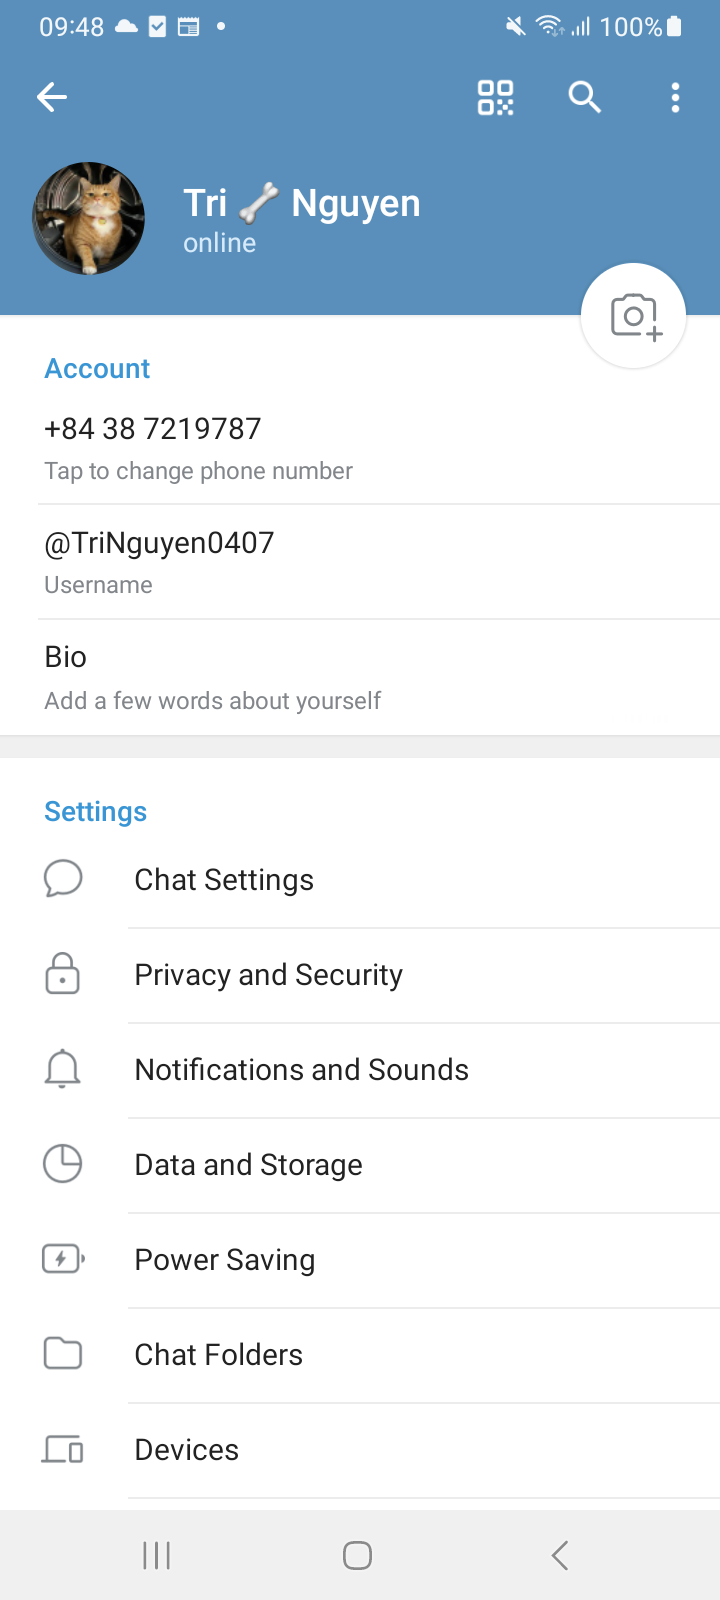 09:48 100%
Tri 🦴 Nguyen
online
Account
+84 38 7219787
Tap to change phone number
@TriNguyen0407
Username
Bio
Add a few words about yourself
Settings
Chat Settings
Privacy and Security
Notifications and Sounds
Data and Storage
Power Saving
Chat Folders
Devices